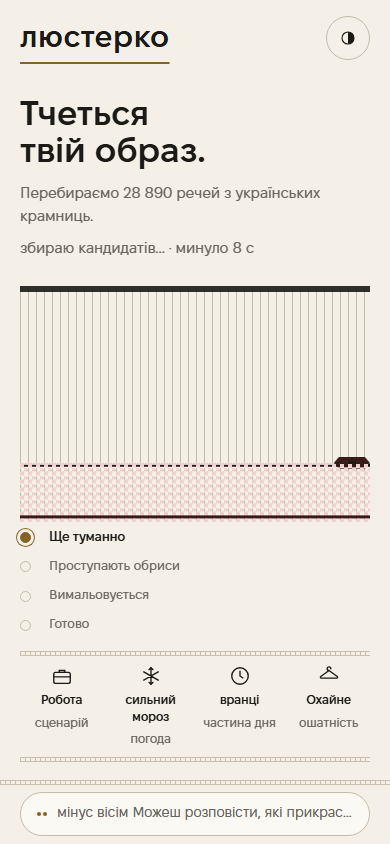 люстерко
Тчеться
твій образ.
Перебираємо 28 890 речей з українських
крамниць.
збираю кандидатів... · минуло 8 с
Ще туманно
Проступають обриси
Вимальовується
Готово
Робота
сценарій
сильний
мороз
погода
вранці
частина дня
Охайне
ошатність
мінус вісім Можеш розповісти, які прикрас...